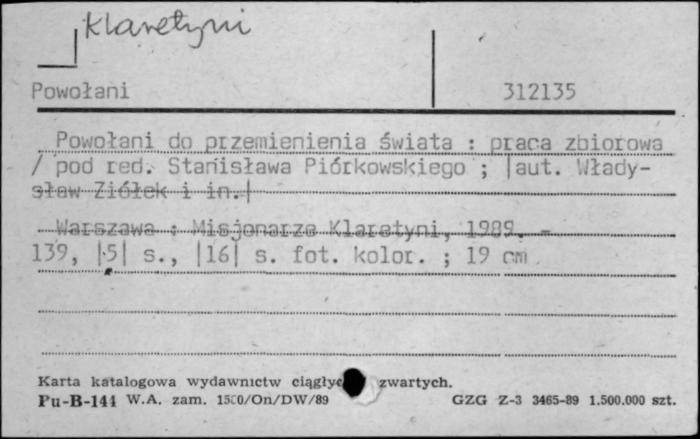 Klaretyni
Powołani 312135
Powołani do przemienienia świata : praca zbiorowa
/ pod red. Stanisława Piórkowskiego ; |aut. Włady-
sław Ziółek i in.|
Warszawa : Misjonarze Klaretyni, 1989. -
139, |5| s., |16| s. fot. kolor. ; 19 cm
Karta katalogowa wydawnictw zwartych.
Pu-B-144 W.A. zam. 1500/On/DW/89 GZG Z-3 3465-89 1.500.000 szt.